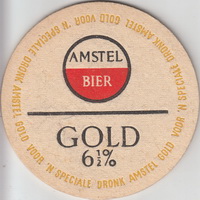 AMSTEL
BIER
GOLD
6½%
AMSTEL GOLD VOOR 'N SPECIALE DRONK AMSTEL GOLD VOOR 'N SPECIALE DRONK